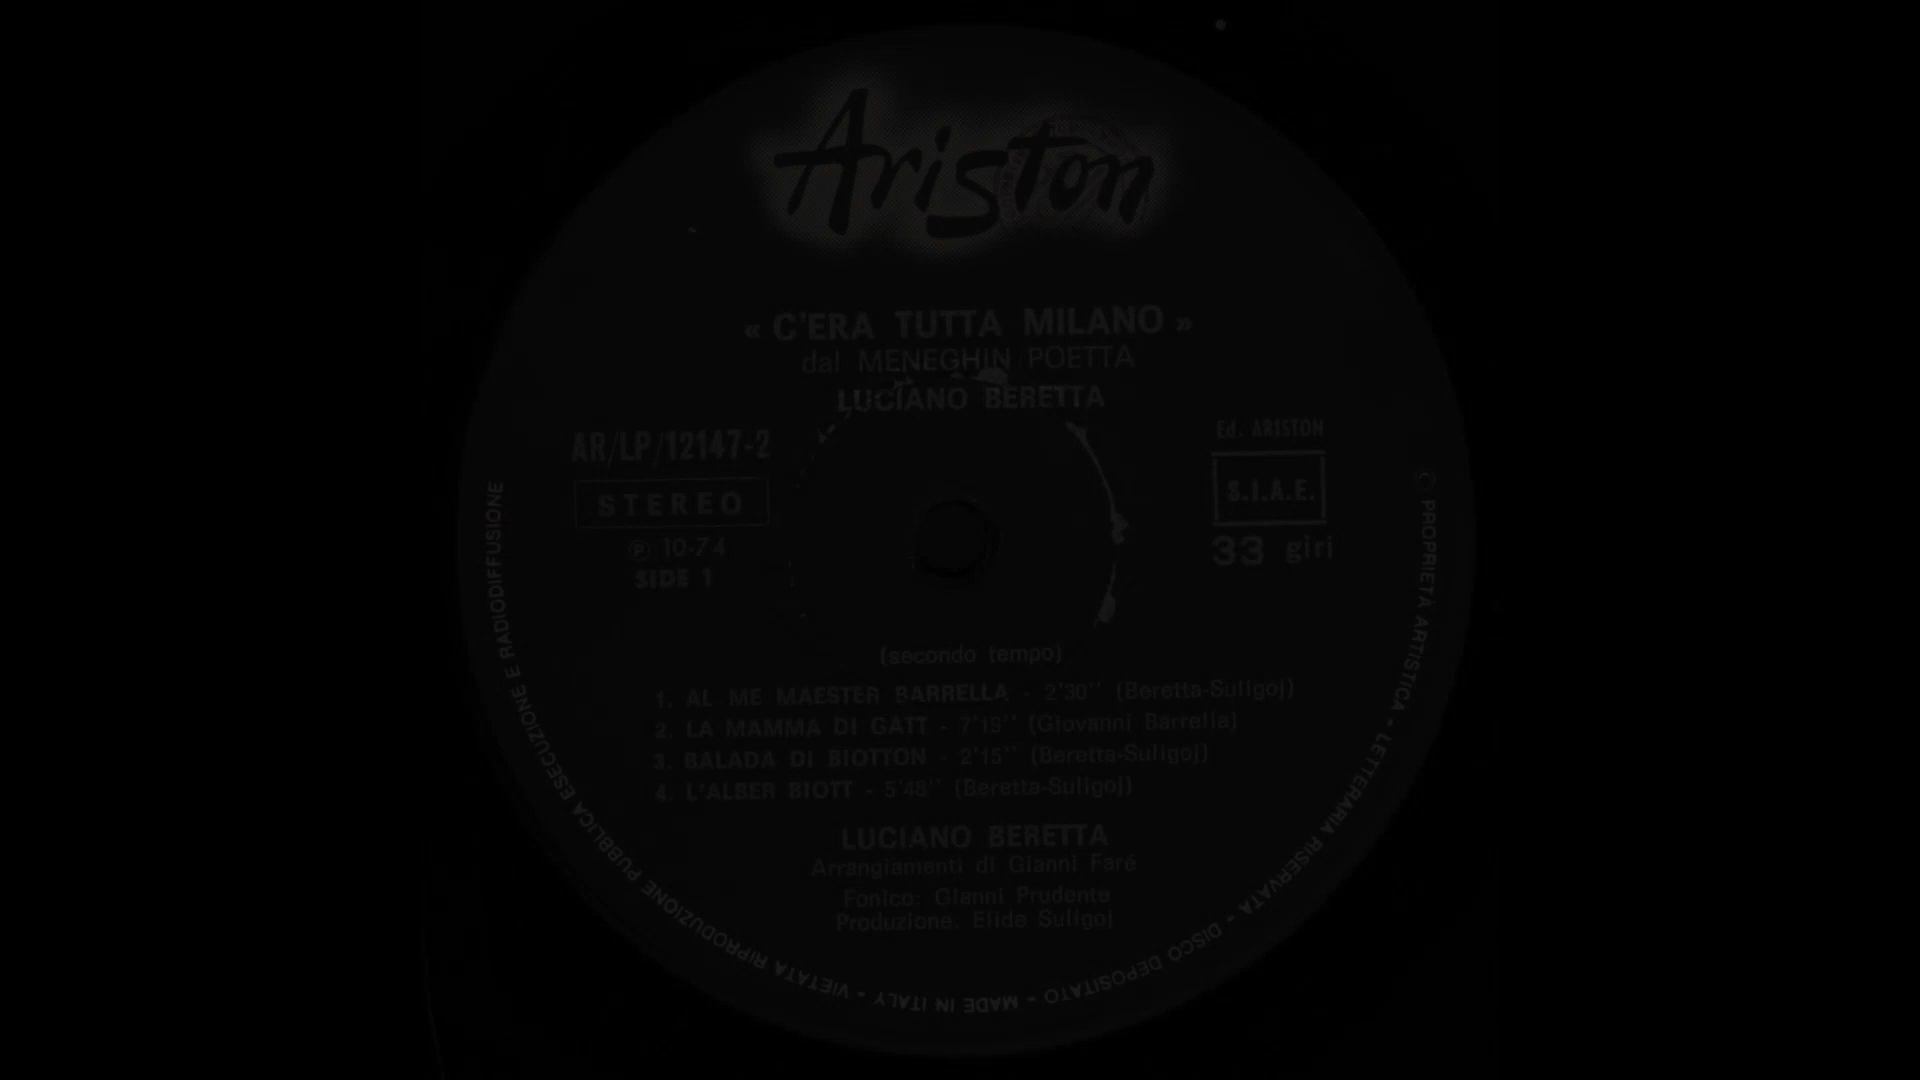 Ariston
« C'ERA TUTTA MILANO »
dal MENEGHIN POETTA
LUCIANO BERETTA
AR/LP/12147-2
STEREO
Ⓟ 10-74
SIDE 1
Ed. ARISTON
S.I.A.E.
33 giri
(secondo tempo)
1. AL ME MAESTER BARRELLA - 2'30'' (Beretta-Suligoj)
2. LA MAMMA DI GATT - 7'19'' (Giovanni Barrella)
3. BALADA DI BIOTTON - 2'15'' (Beretta-Suligoj)
4. L'ALBER BIOTT - 5'48'' (Beretta-Suligoj)
LUCIANO BERETTA
Arrangiamenti di Gianni Faré
Fonico: Gianni Prudente
Produzione: Elide Suligoj
© PROPRIETÀ ARTISTICA - LETTERARIA RISERVATA - DISCO DEPOSITATO - MADE IN ITALY - VIETATA RIPRODUZIONE PUBBLICA ESECUZIONE E RADIODIFFUSIONE